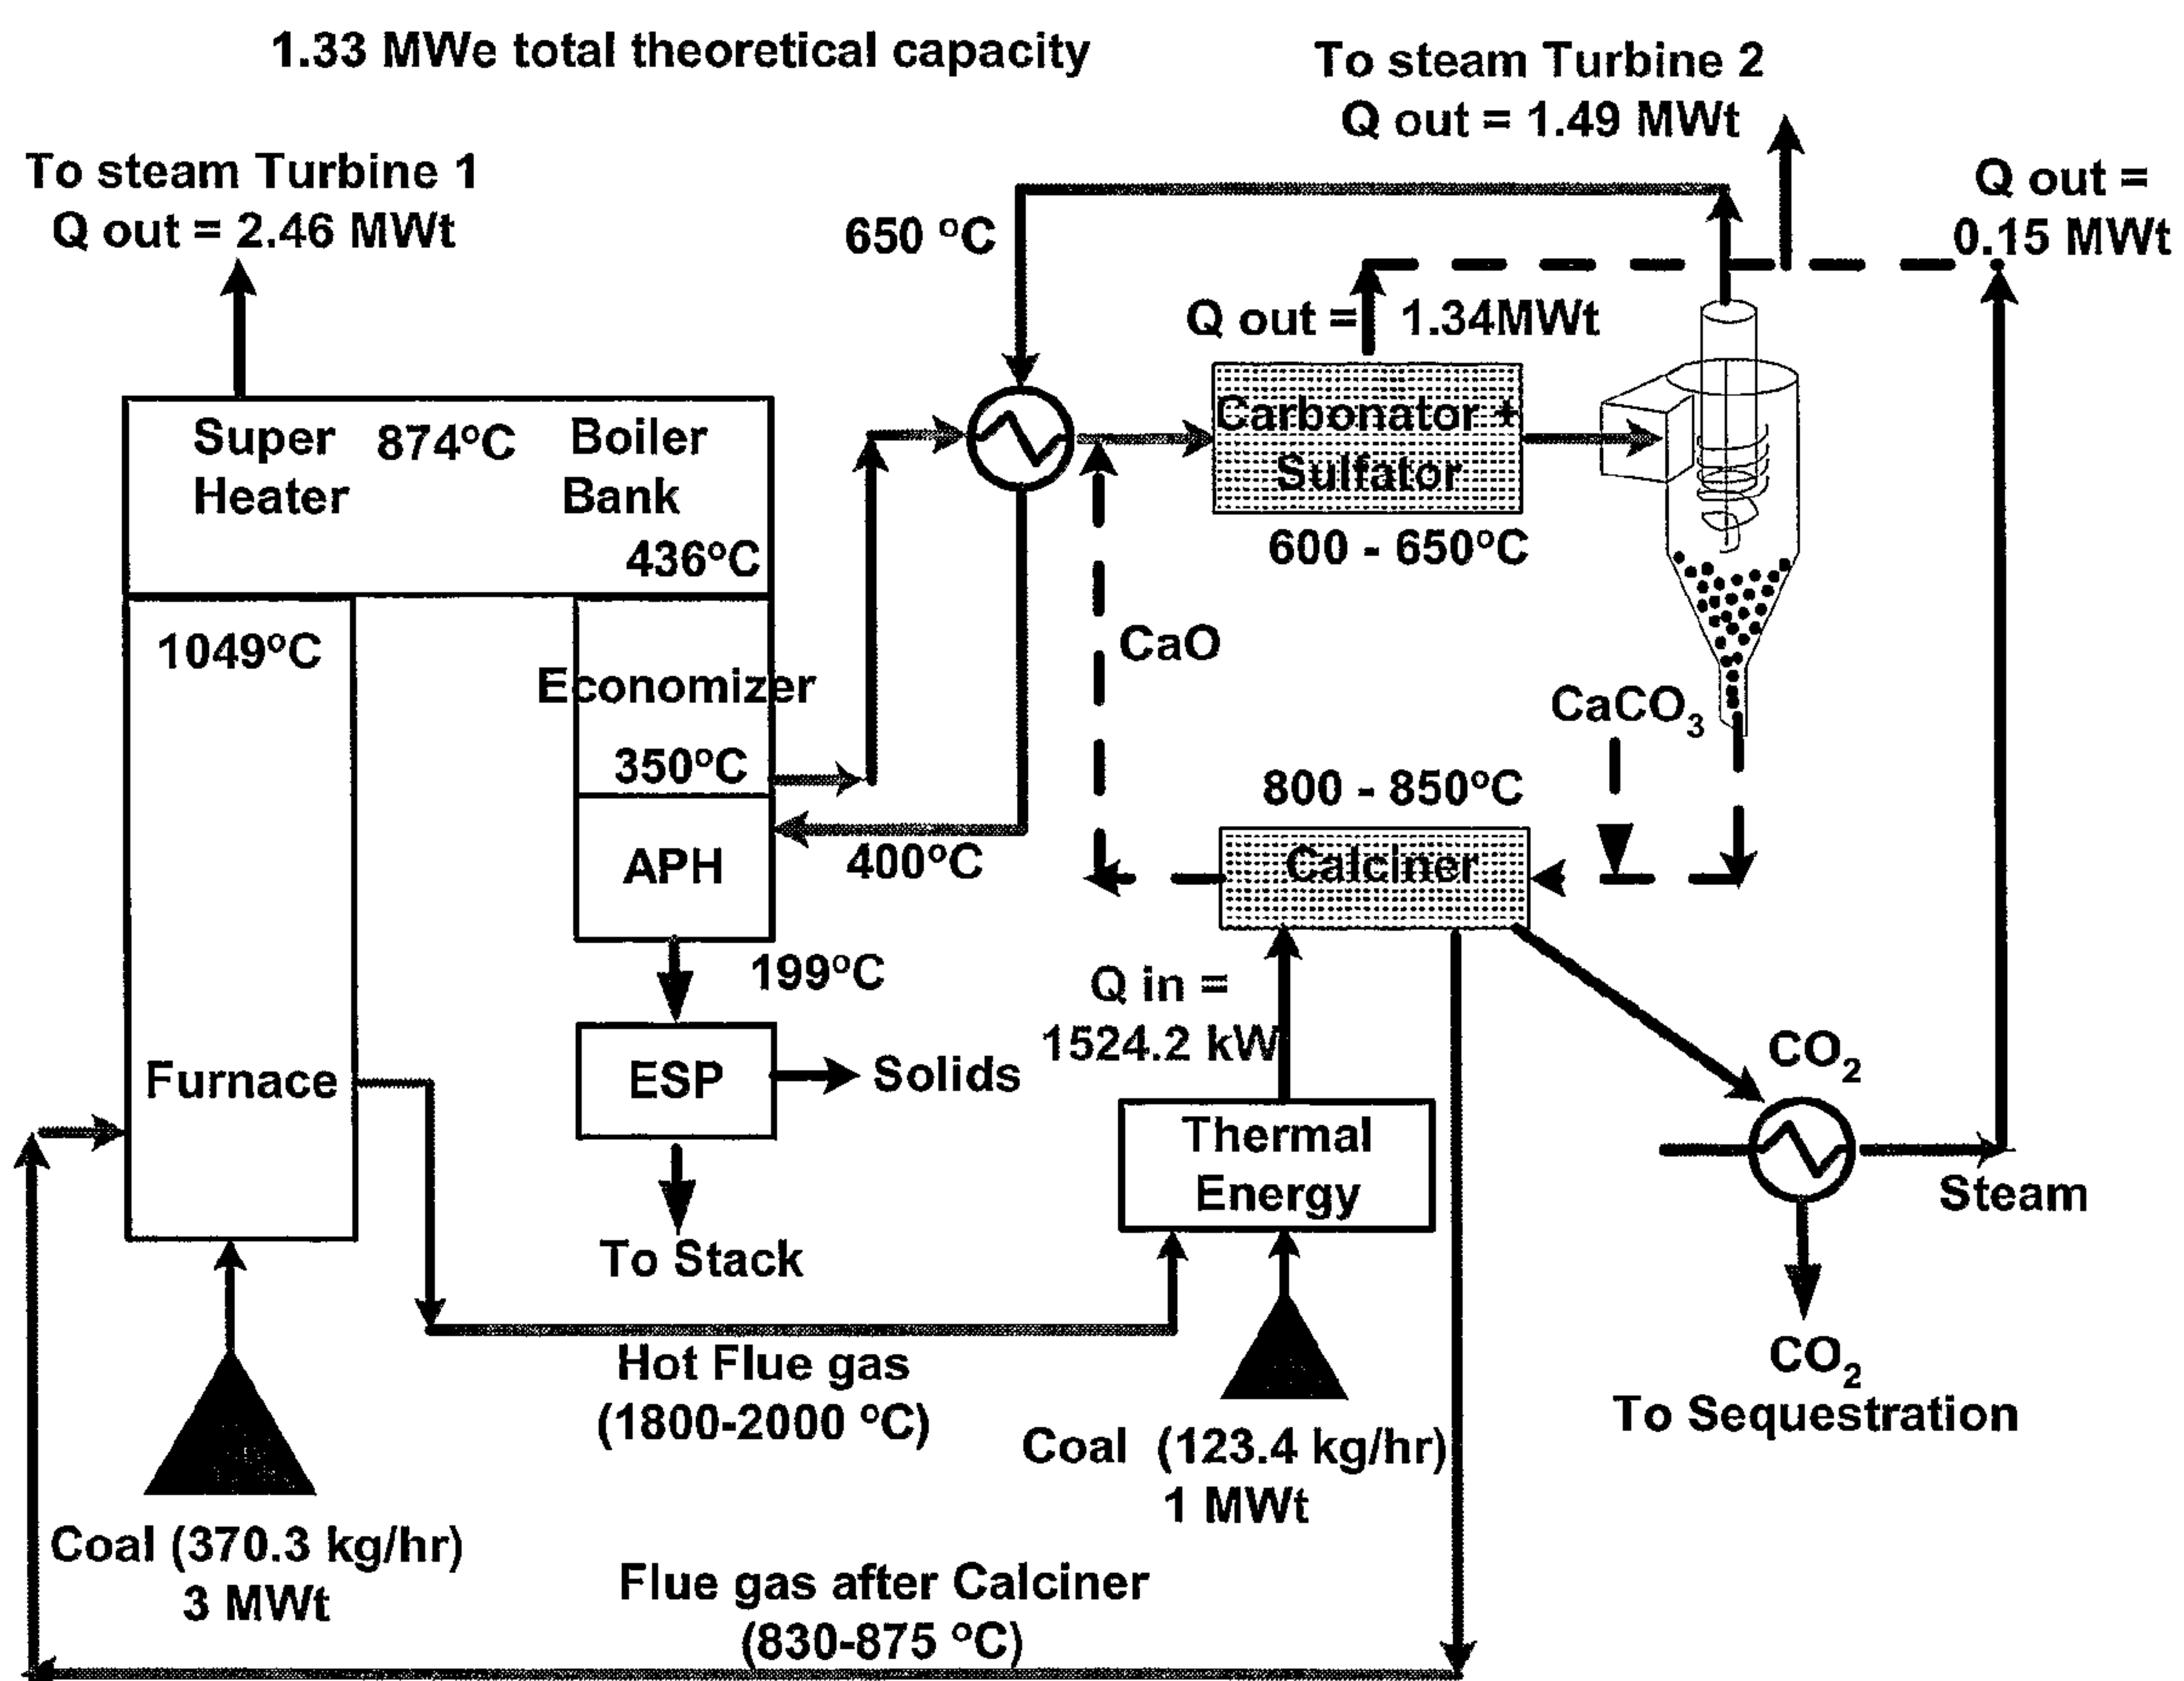 1.33 MWe total theoretical capacity
To steam Turbine 2
Q out = 1.49 MWt
To steam Turbine 1
Q out = 2.46 MWt
Q out =
0.15 MWt
650 °C
Q out = 1.34MWt
Super Heater
874°C
Boiler Bank
436°C
Carbonator +
Sulfator
600 - 650°C
1049°C
Economizer
350°C
CaO
CaCO₃
800 - 850°C
APH
400°C
Calciner
199°C
Q in =
1524.2 kW
CO₂
Furnace
ESP
Solids
Thermal
Energy
Steam
To Stack
Hot Flue gas
(1800-2000 °C)
CO₂
To Sequestration
Coal (123.4 kg/hr)
1 MWt
Coal (370.3 kg/hr)
3 MWt
Flue gas after Calciner
(830-875 °C)